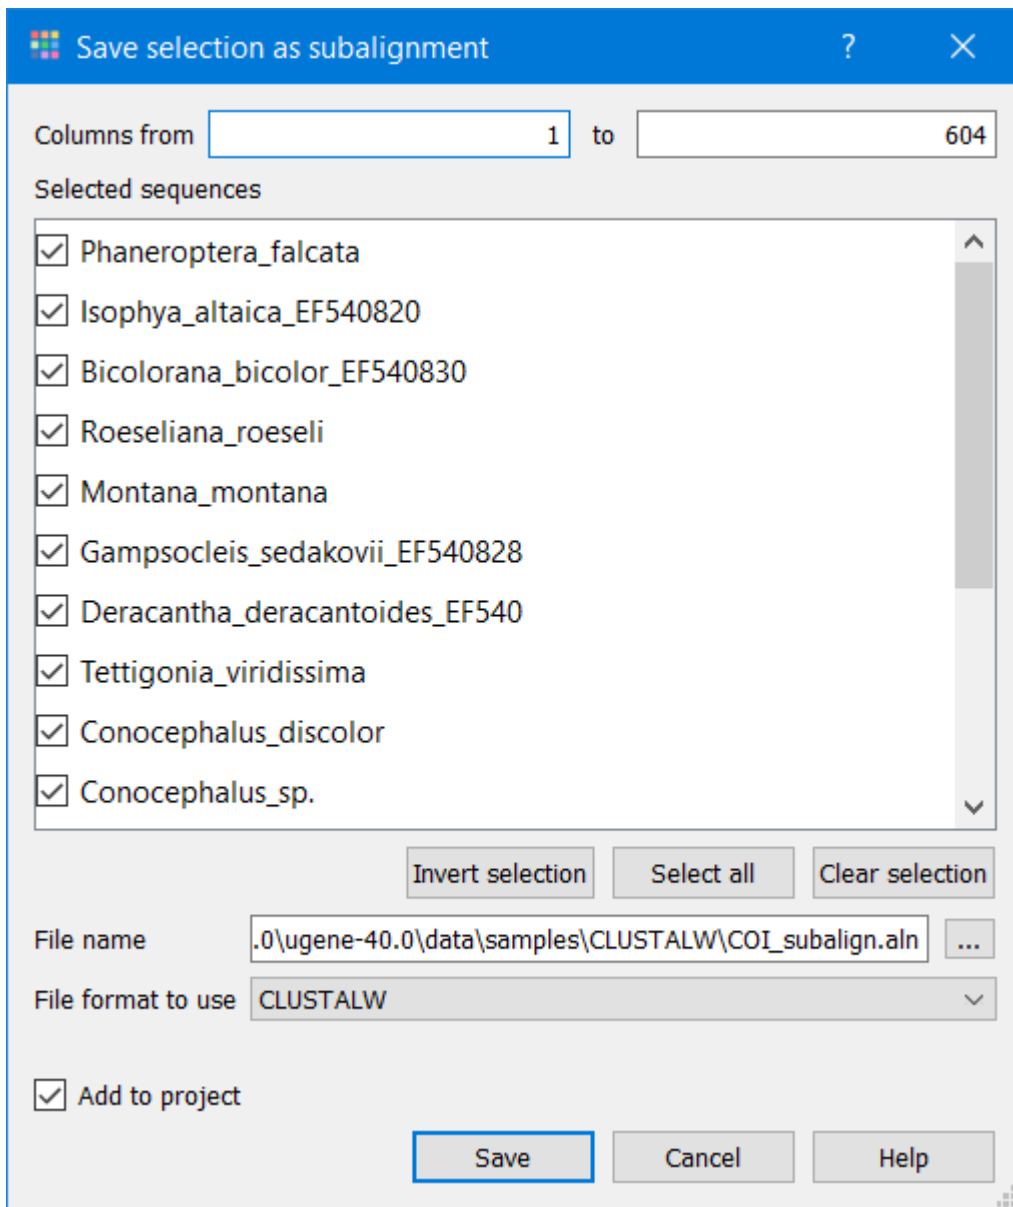 Save selection as subalignment ?
Columns from 1 to 604
Selected sequences
Phaneroptera_falcata
Isophya_altaica_EF540820
Bicolorana_bicolor_EF540830
Roeseliana_roeseli
Montana_montana
Gampsocleis_sedakovii_EF540828
Deracantha_deracantoides_EF540
Tettigonia_viridissima
Conocephalus_discolor
Conocephalus_sp.
Invert selection Select all Clear selection
File name .0\ugene-40.0\data\samples\CLUSTALW\COI_subalign.aln ...
File format to use CLUSTALW
Add to project
Save Cancel Help